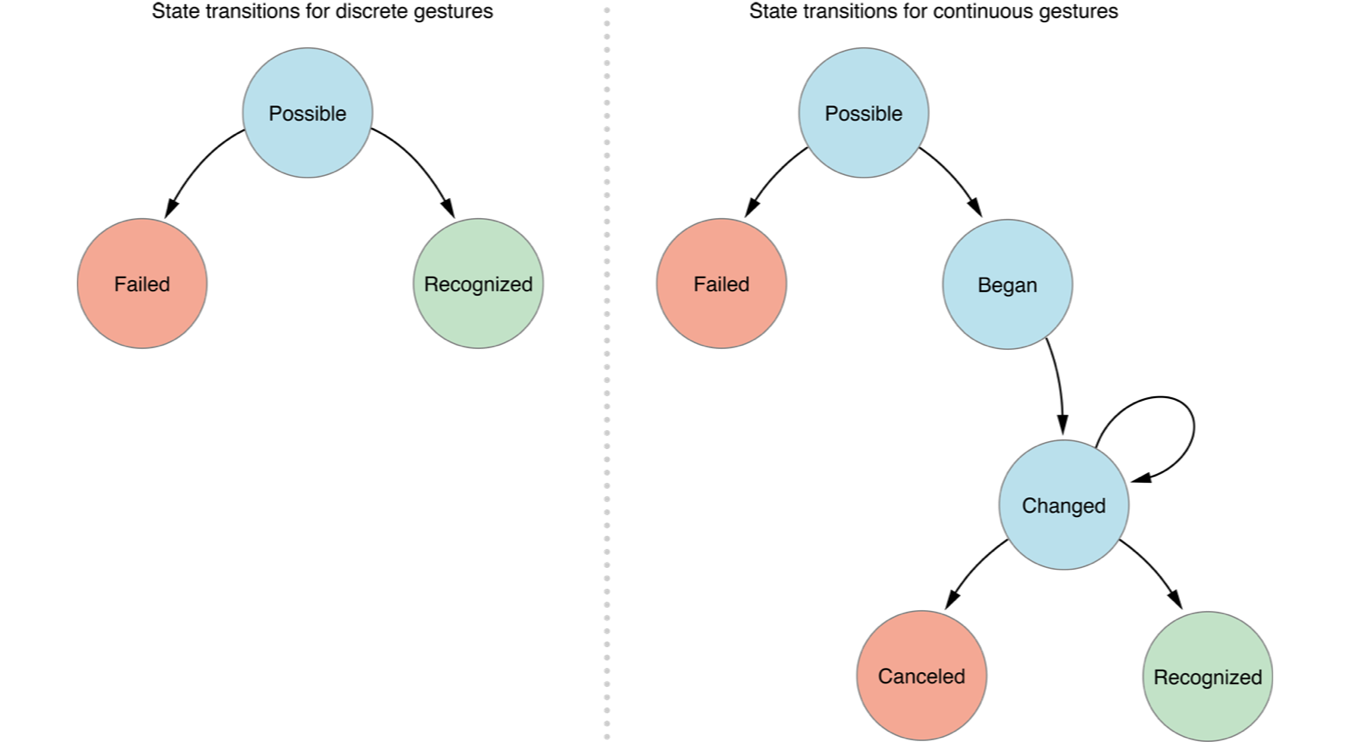 State transitions for discrete gestures
Possible
Failed
Recognized
State transitions for continuous gestures
Possible
Failed
Began
Changed
Canceled
Recognized